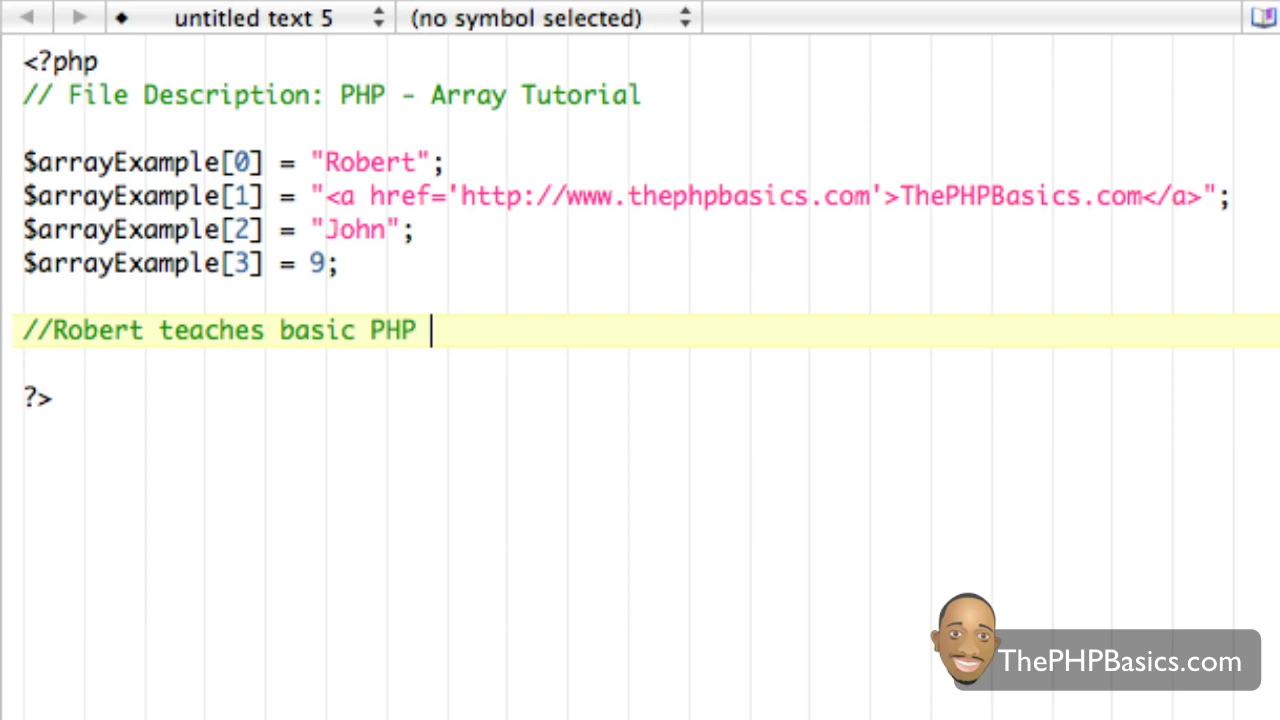 untitled text 5 (no symbol selected)
<?php
// File Description: PHP - Array Tutorial
$arrayExample[0] = "Robert";
$arrayExample[1] = "<a href='http://www.thephpbasics.com'>ThePHPBasics.com</a>";
$arrayExample[2] = "John";
$arrayExample[3] = 9;
//Robert teaches basic PHP
?>
ThePHPBasics.com